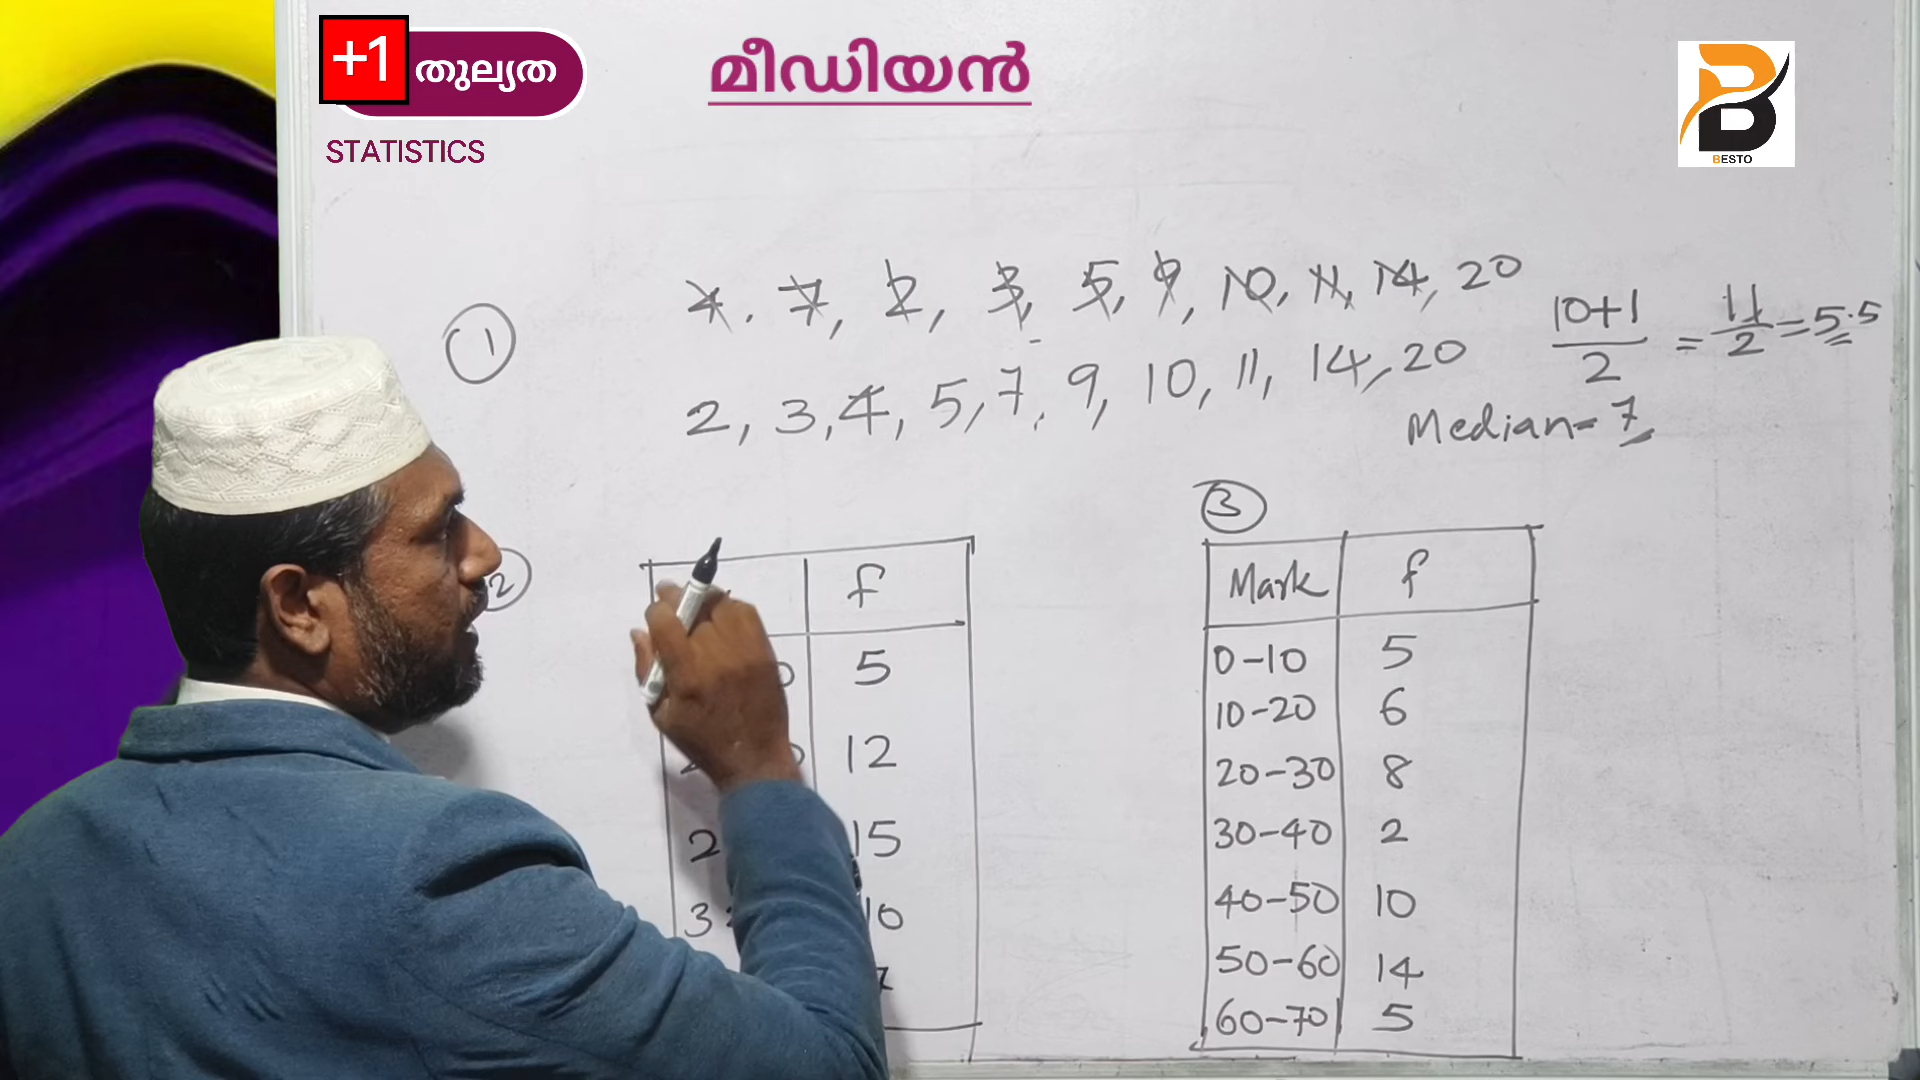 +1 തുല്യത
മീഡിയൻ
STATISTICS
BESTO
1
4, 7, 2, 3, 5, 9, 10, 11, 14, 20
10+1/2 = 11/2 = 5.5
2, 3, 4, 5, 7, 9, 10, 11, 14, 20
Median = 7
2
f
5
12
2 15
3 10
3
Mark f
0-10 5
10-20 6
20-30 8
30-40 2
40-50 10
50-60 14
60-70 5